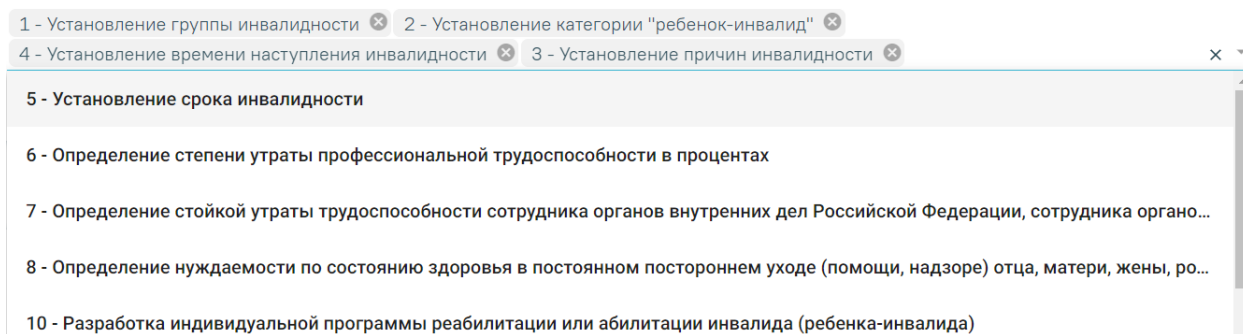 1 - Установление группы инвалидности 2 - Установление категории "ребенок-инвалид"
4 - Установление времени наступления инвалидности 3 - Установление причин инвалидности
5 - Установление срока инвалидности
6 - Определение степени утраты профессиональной трудоспособности в процентах
7 - Определение стойкой утраты трудоспособности сотрудника органов внутренних дел Российской Федерации, сотрудника органо...
8 - Определение нуждаемости по состоянию здоровья в постоянном постороннем уходе (помощи, надзоре) отца, матери, жены, ро...
10 - Разработка индивидуальной программы реабилитации или абилитации инвалида (ребенка-инвалида)